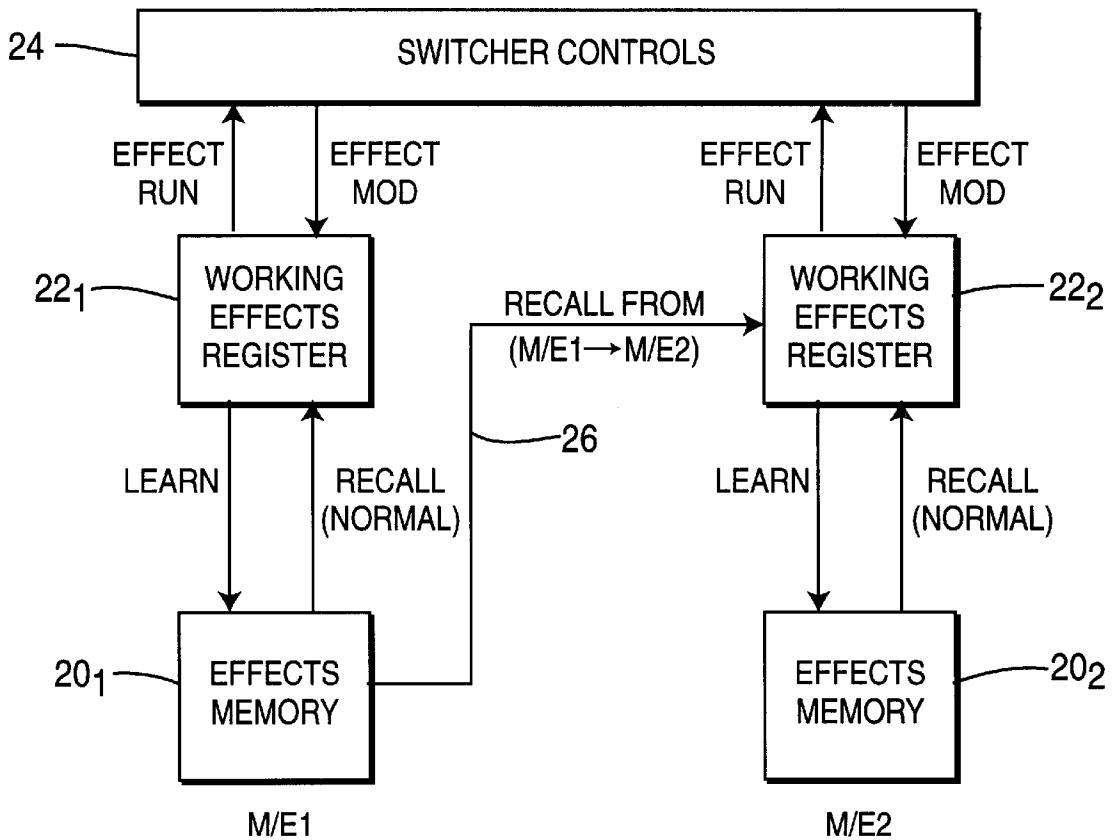 24
SWITCHER CONTROLS
EFFECT
RUN
EFFECT
MOD
EFFECT
RUN
EFFECT
MOD
22₁
WORKING
EFFECTS
REGISTER
RECALL FROM
(M/E1→M/E2)
WORKING
EFFECTS
REGISTER
22₂
26
LEARN
RECALL
(NORMAL)
LEARN
RECALL
(NORMAL)
20₁
EFFECTS
MEMORY
EFFECTS
MEMORY
20₂
M/E1
M/E2